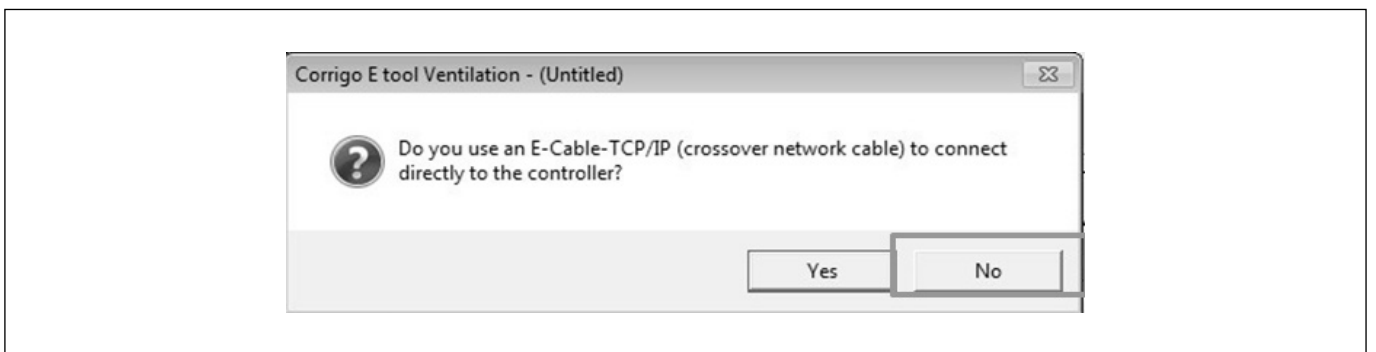 Corrigo E tool Ventilation - (Untitled)
Do you use an E-Cable-TCP/IP (crossover network cable) to connect
directly to the controller?
Yes No